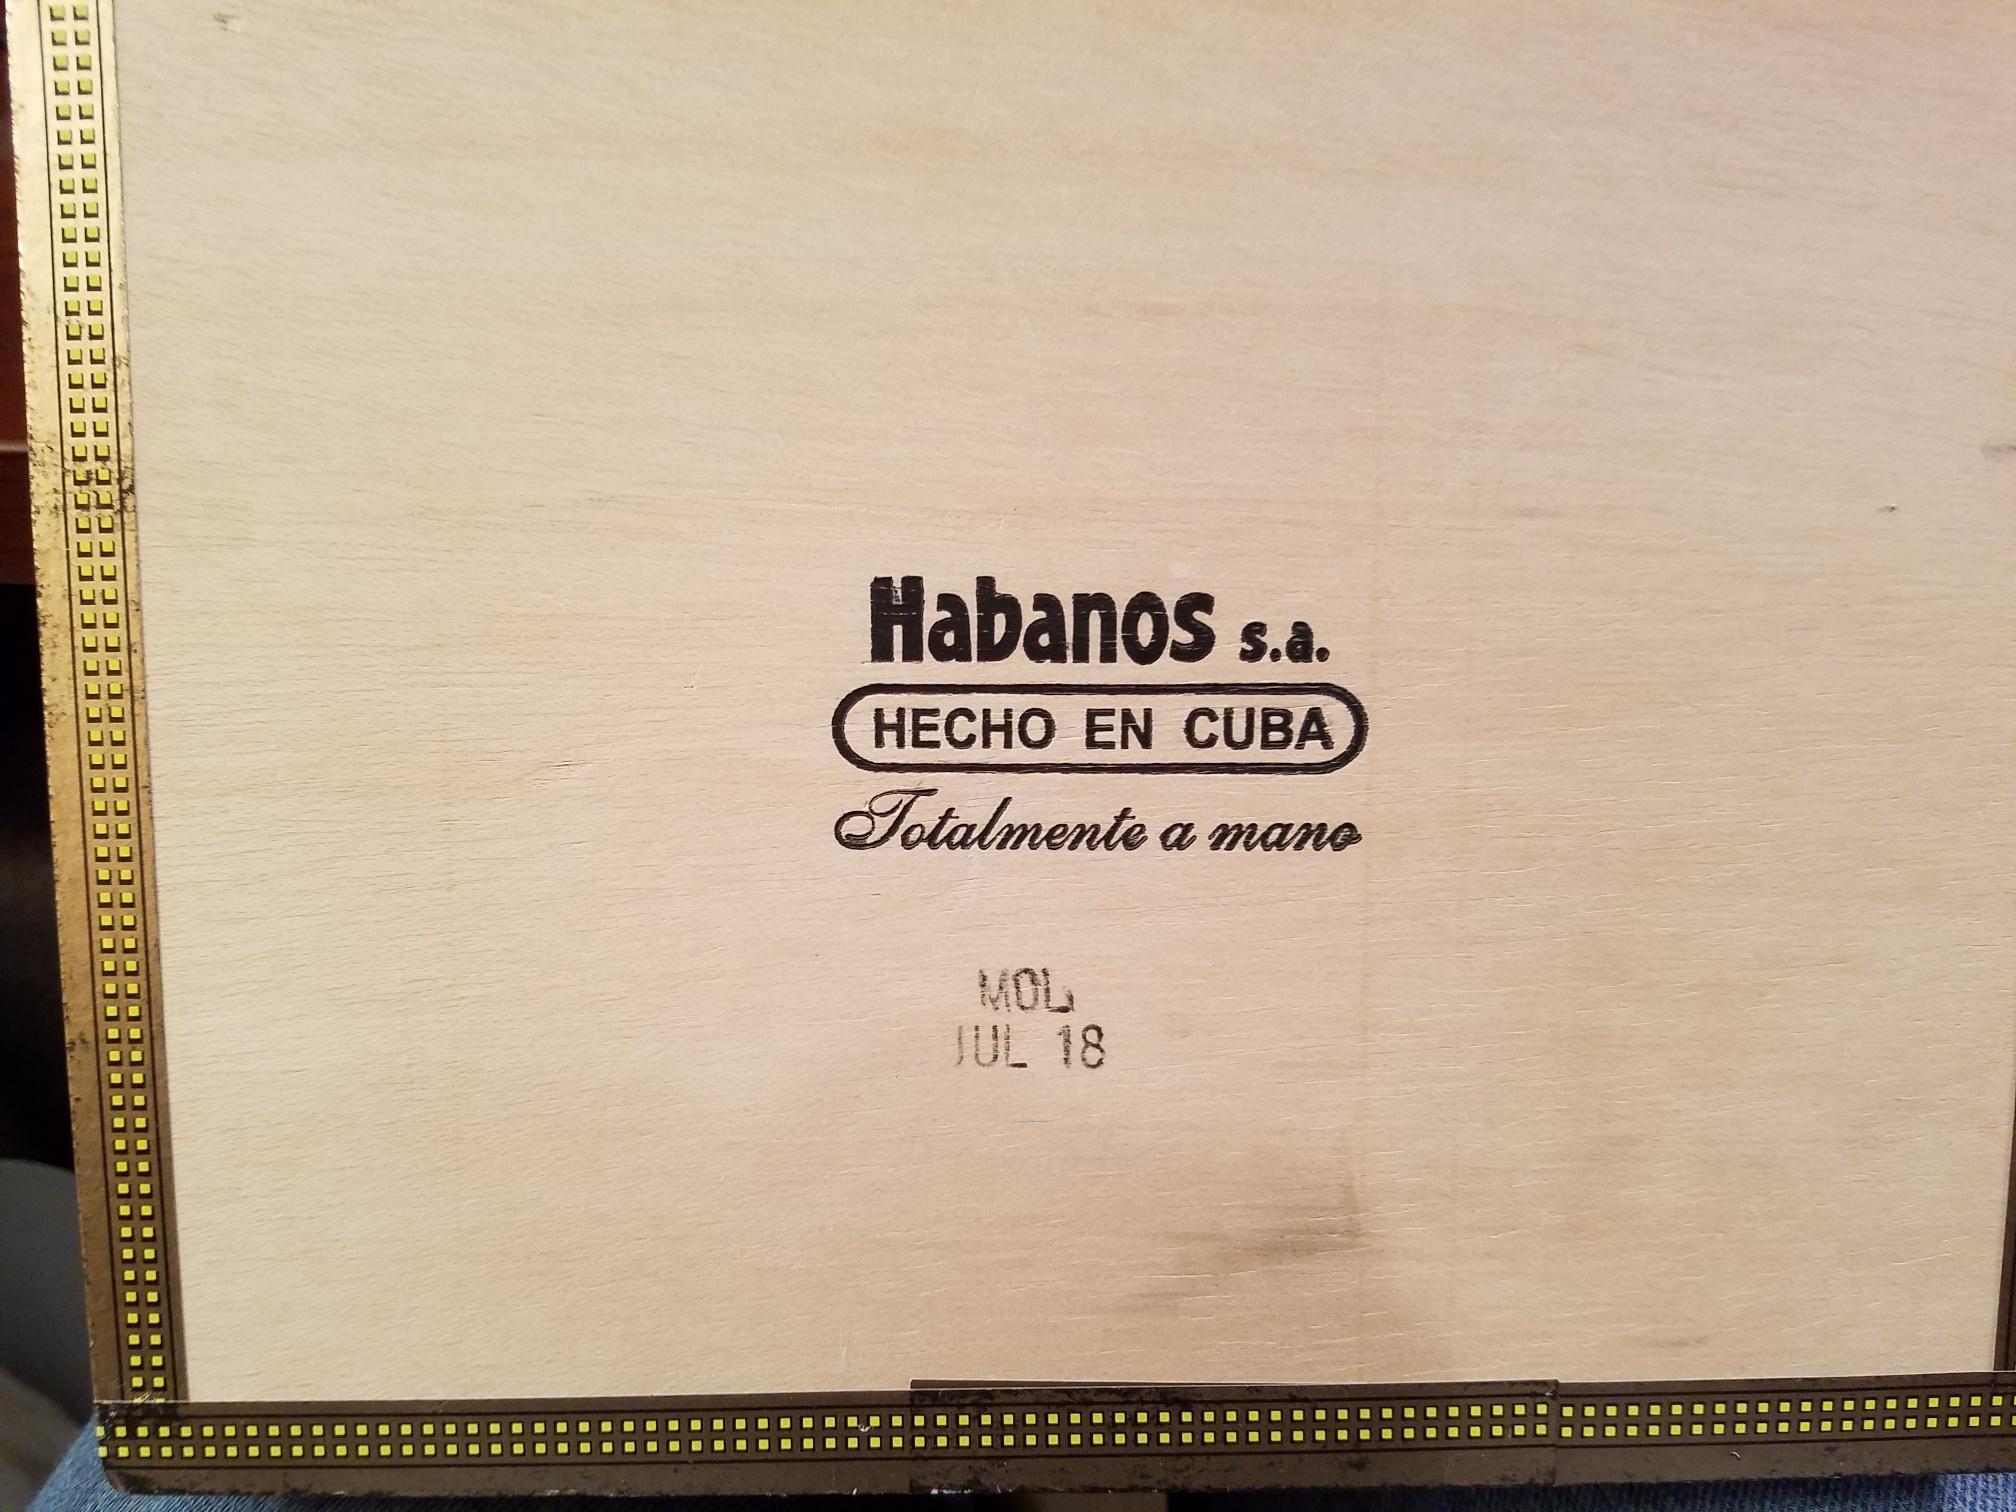 Habanos s.a.
HECHO EN CUBA
Totalmente a mano
MOL
JUL 18